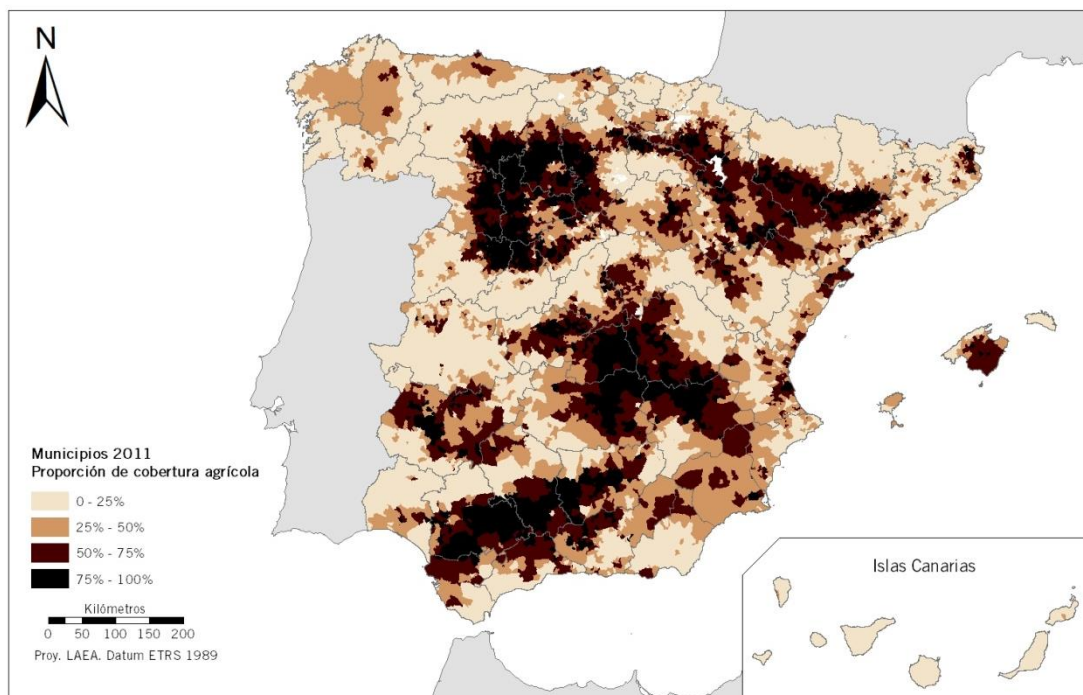 N
Municipios 2011
Proporción de cobertura agrícola
0 - 25%
25% - 50%
50% - 75%
75% - 100%
Kilómetros
0 50 100 150 200
Proy. LAEA. Datum ETRS 1989
Islas Canarias